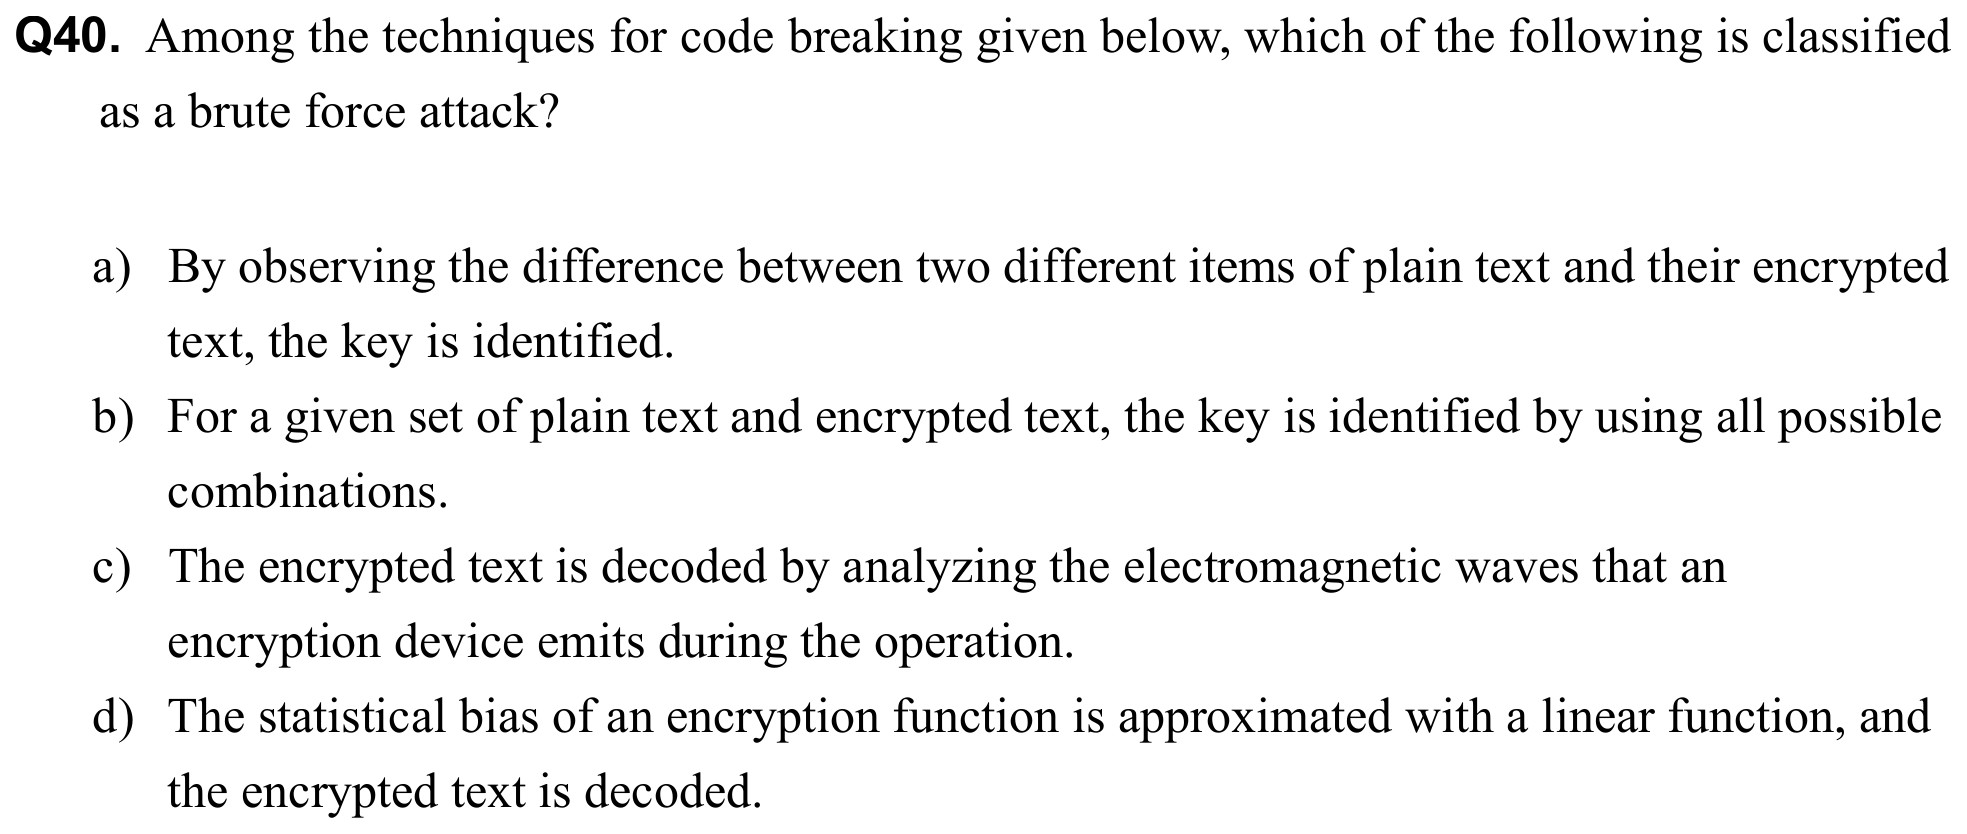 Q40. Among the techniques for code breaking given below, which of the following is classified
as a brute force attack?
a) By observing the difference between two different items of plain text and their encrypted
text, the key is identified.
b) For a given set of plain text and encrypted text, the key is identified by using all possible
combinations.
c) The encrypted text is decoded by analyzing the electromagnetic waves that an
encryption device emits during the operation.
d) The statistical bias of an encryption function is approximated with a linear function, and
the encrypted text is decoded.